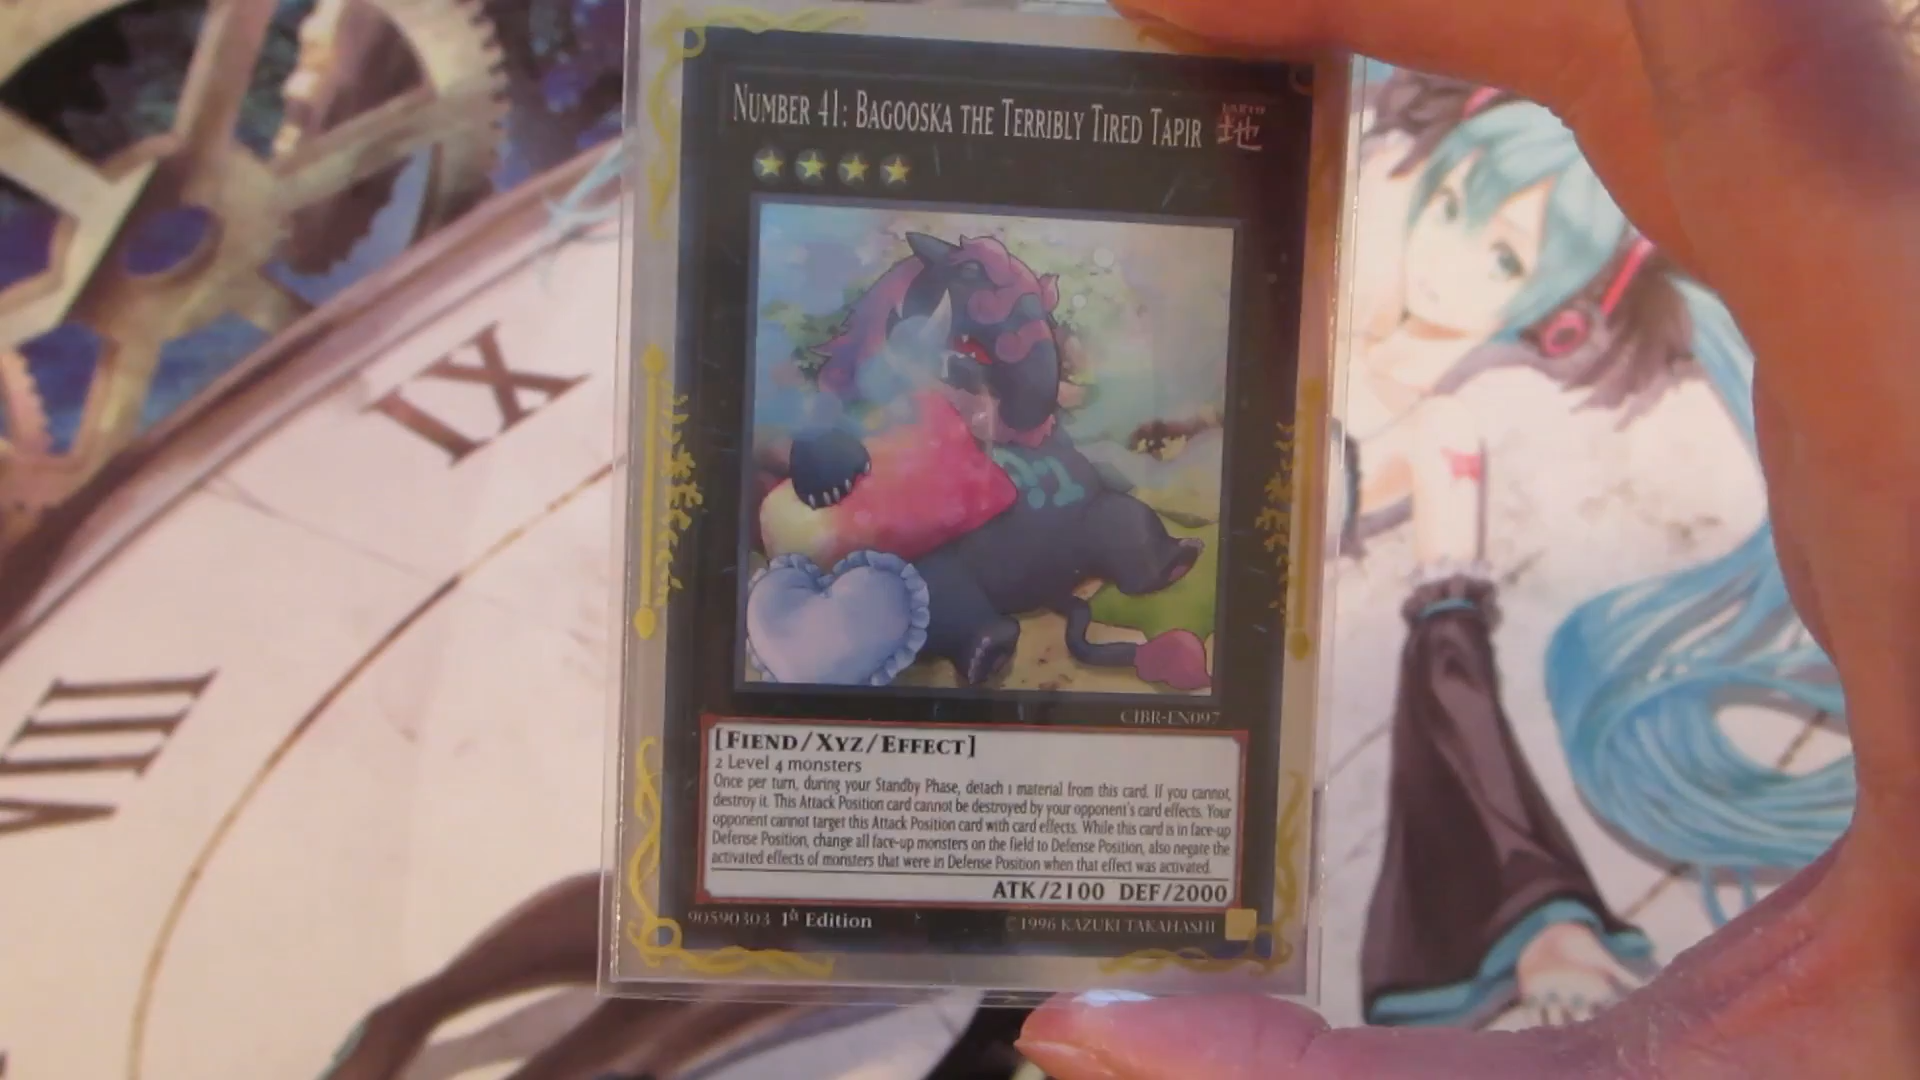 NUMBER 41: BAGOOSKA THE TERRIBLY TIRED TAPIR
EARTH
地
CIBR-EN097
[FIEND/XYZ/EFFECT]
2 Level 4 monsters
Once per turn, during your Standby Phase, detach 1 material from this card. If you cannot,
destroy it. This Attack Position card cannot be destroyed by your opponent's card effects. Your
opponent cannot target this Attack Position card with card effects. While this card is in face-up
Defense Position, change all face-up monsters on the field to Defense Position, also negate the
activated effects of monsters that were in Defense Position when that effect was activated.
ATK/2100 DEF/2000
90590303 1st Edition
©1996 KAZUKI TAKAHASHI
IX
VIII